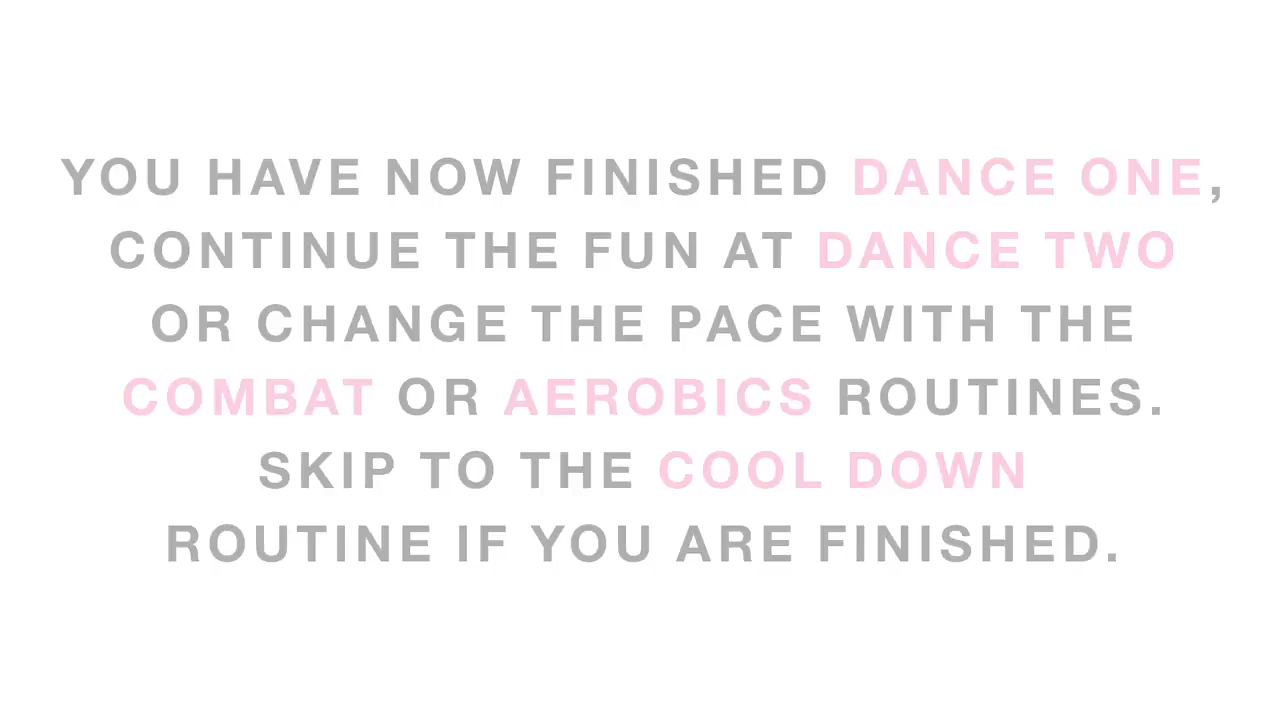 YOU HAVE NOW FINISHED DANCE ONE,
CONTINUE THE FUN AT DANCE TWO
OR CHANGE THE PACE WITH THE
COMBAT OR AEROBICS ROUTINES.
SKIP TO THE COOL DOWN
ROUTINE IF YOU ARE FINISHED.